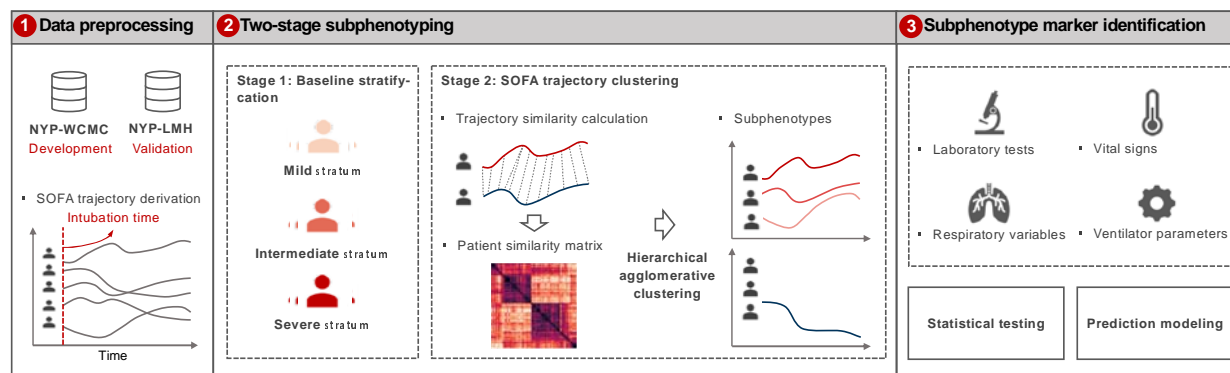 1 Data preprocessing
NYP-WCMC
Development
NYP-LMH
Validation
▪ SOFA trajectory derivation
Intubation time
Time
2 Two-stage subphenotyping
Stage 1: Baseline stratify-
cation
Mild stratum
Intermediate stratum
Severe stratum
Stage 2: SOFA trajectory clustering
▪ Trajectory similarity calculation
▪ Patient similarity matrix
Hierarchical
agglomerative
clustering
▪ Subphenotypes
3 Subphenotype marker identification
▪ Laboratory tests
▪ Vital signs
▪ Respiratory variables
▪ Ventilator parameters
Statistical testing
Prediction modeling